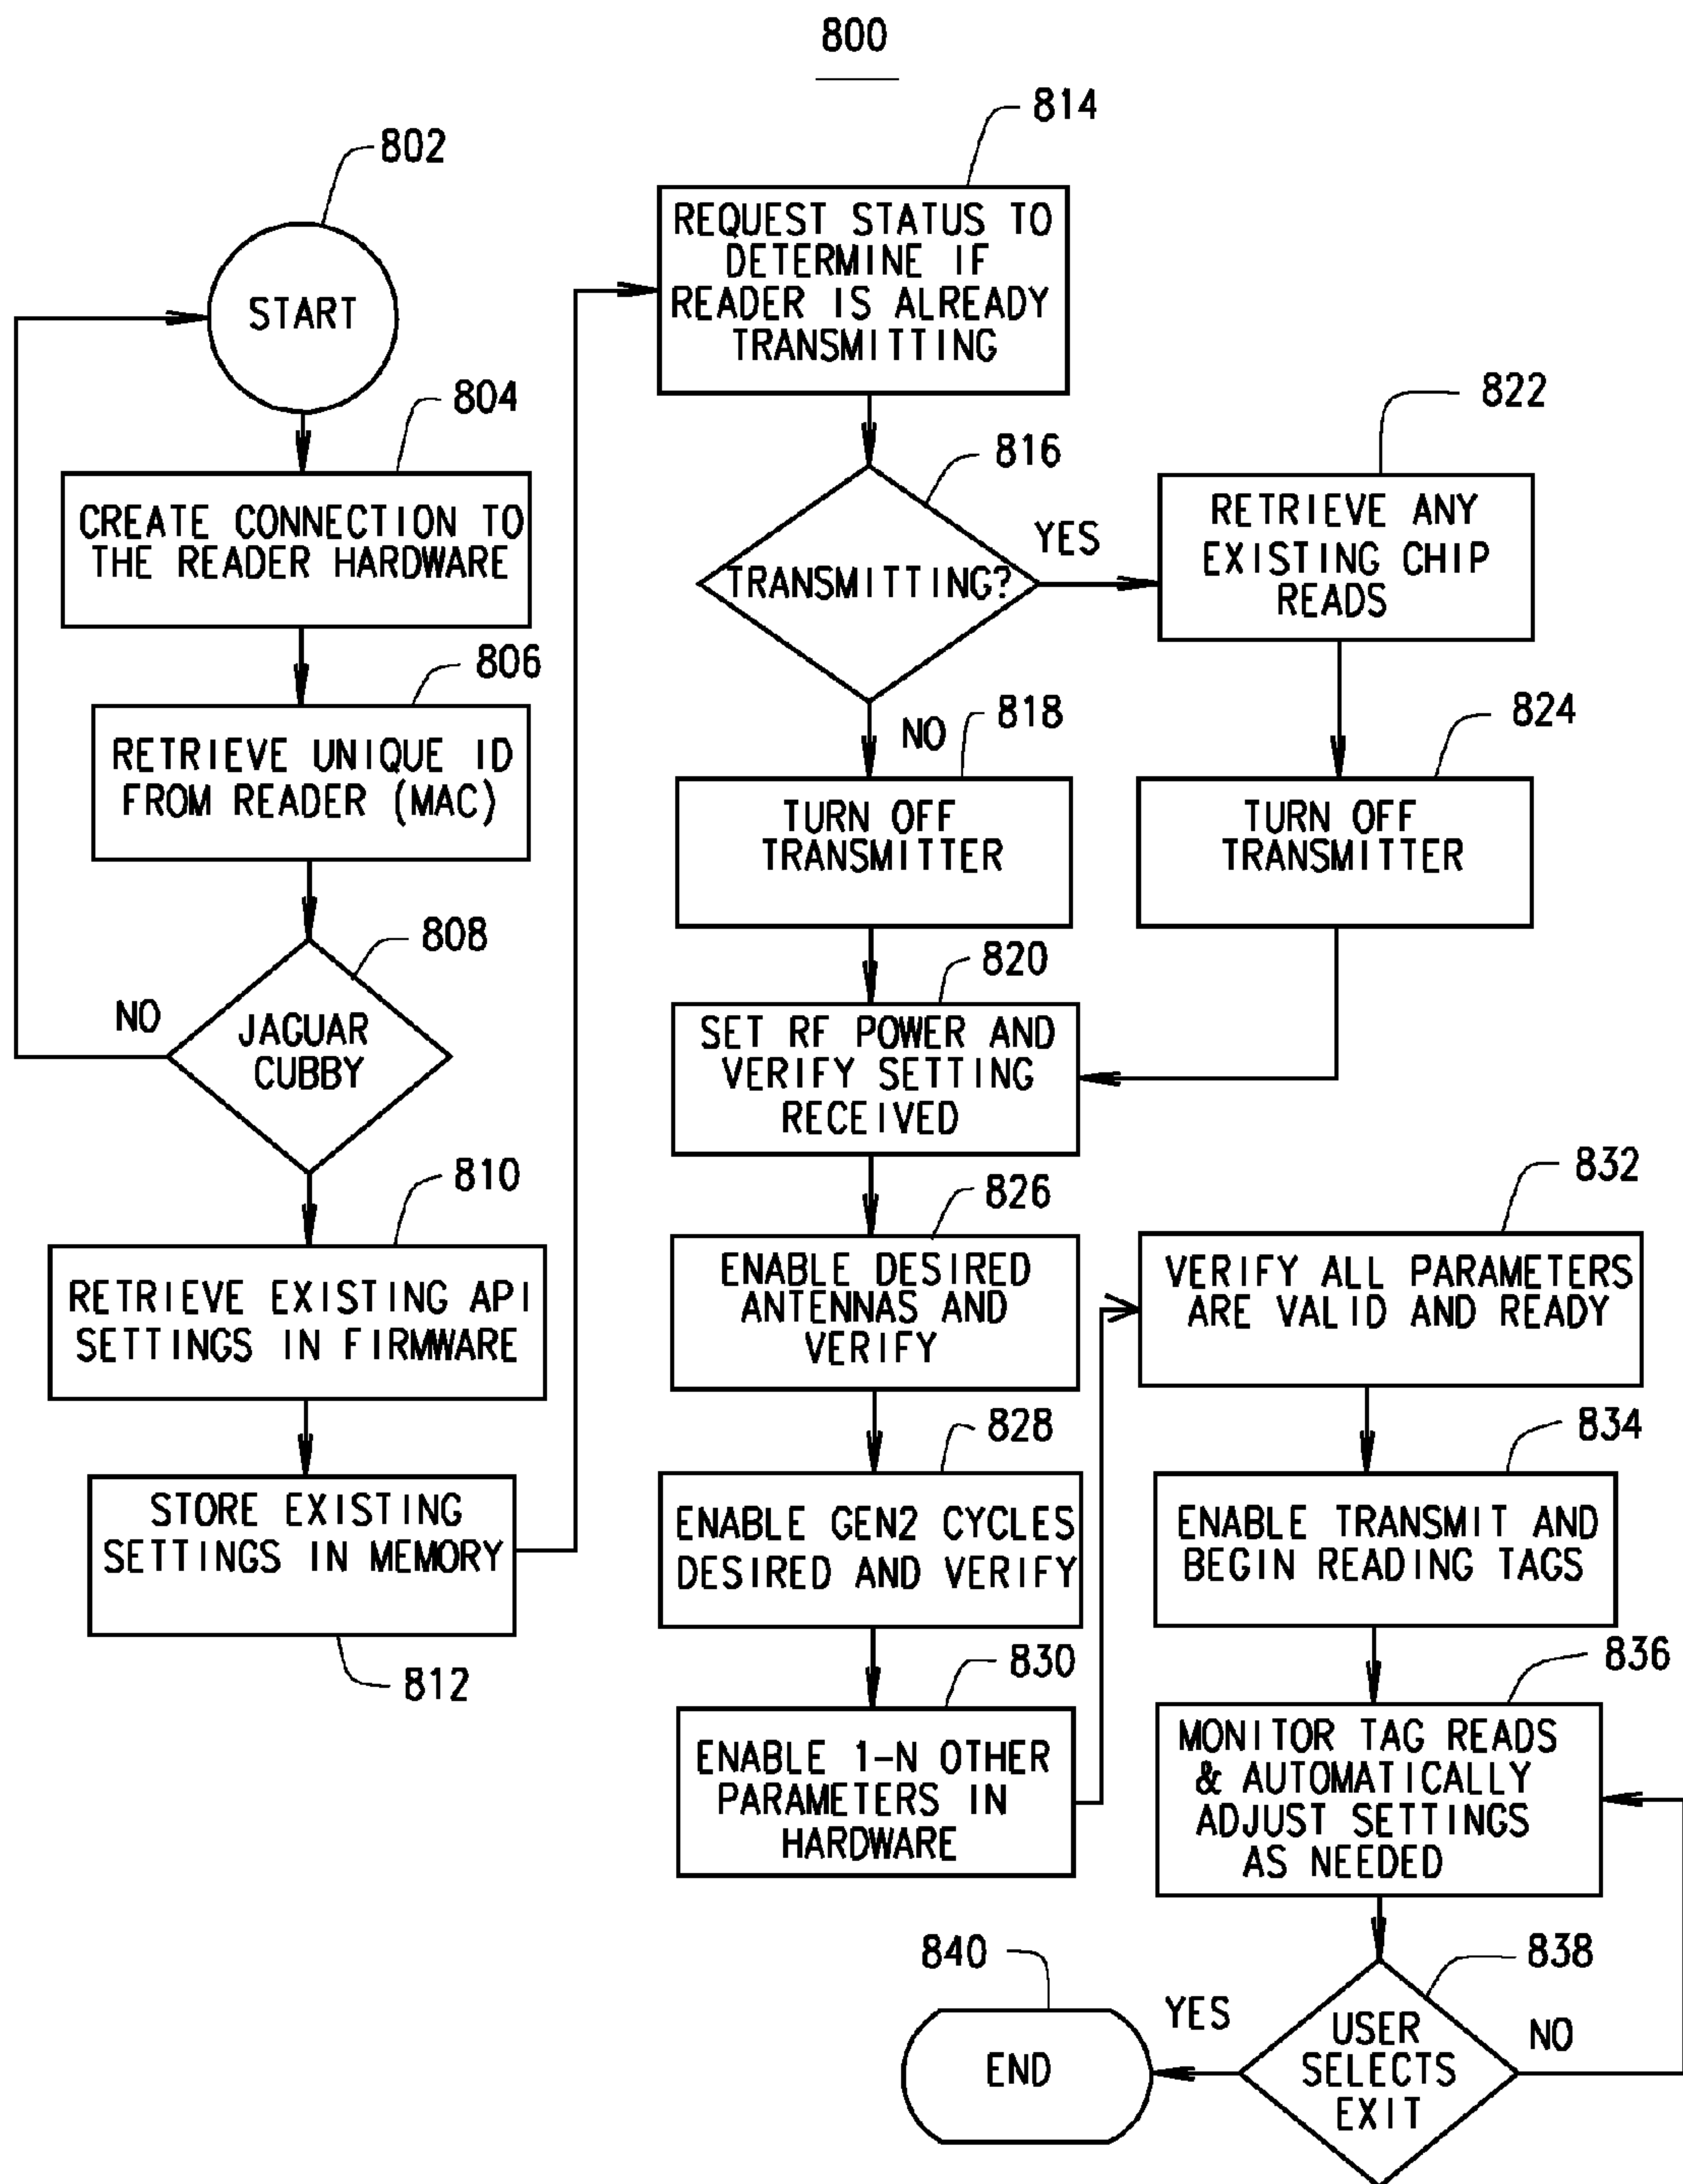 800
802
START
804
CREATE CONNECTION TO
THE READER HARDWARE
806
RETRIEVE UNIQUE ID
FROM READER (MAC)
808
NO
JAGUAR
CUBBY
810
RETRIEVE EXISTING API
SETTINGS IN FIRMWARE
STORE EXISTING
SETTINGS IN MEMORY
812
814
REQUEST STATUS TO
DETERMINE IF
READER IS ALREADY
TRANSMITTING
816
TRANSMITTING?
YES
NO
822
RETRIEVE ANY
EXISTING CHIP
READS
818
TURN OFF
TRANSMITTER
824
TURN OFF
TRANSMITTER
820
SET RF POWER AND
VERIFY SETTING
RECEIVED
826
ENABLE DESIRED
ANTENNAS AND
VERIFY
828
ENABLE GEN2 CYCLES
DESIRED AND VERIFY
830
ENABLE 1-N OTHER
PARAMETERS IN
HARDWARE
832
VERIFY ALL PARAMETERS
ARE VALID AND READY
834
ENABLE TRANSMIT AND
BEGIN READING TAGS
836
MONITOR TAG READS
& AUTOMATICALLY
ADJUST SETTINGS
AS NEEDED
838
USER
SELECTS
EXIT
YES
NO
840
END